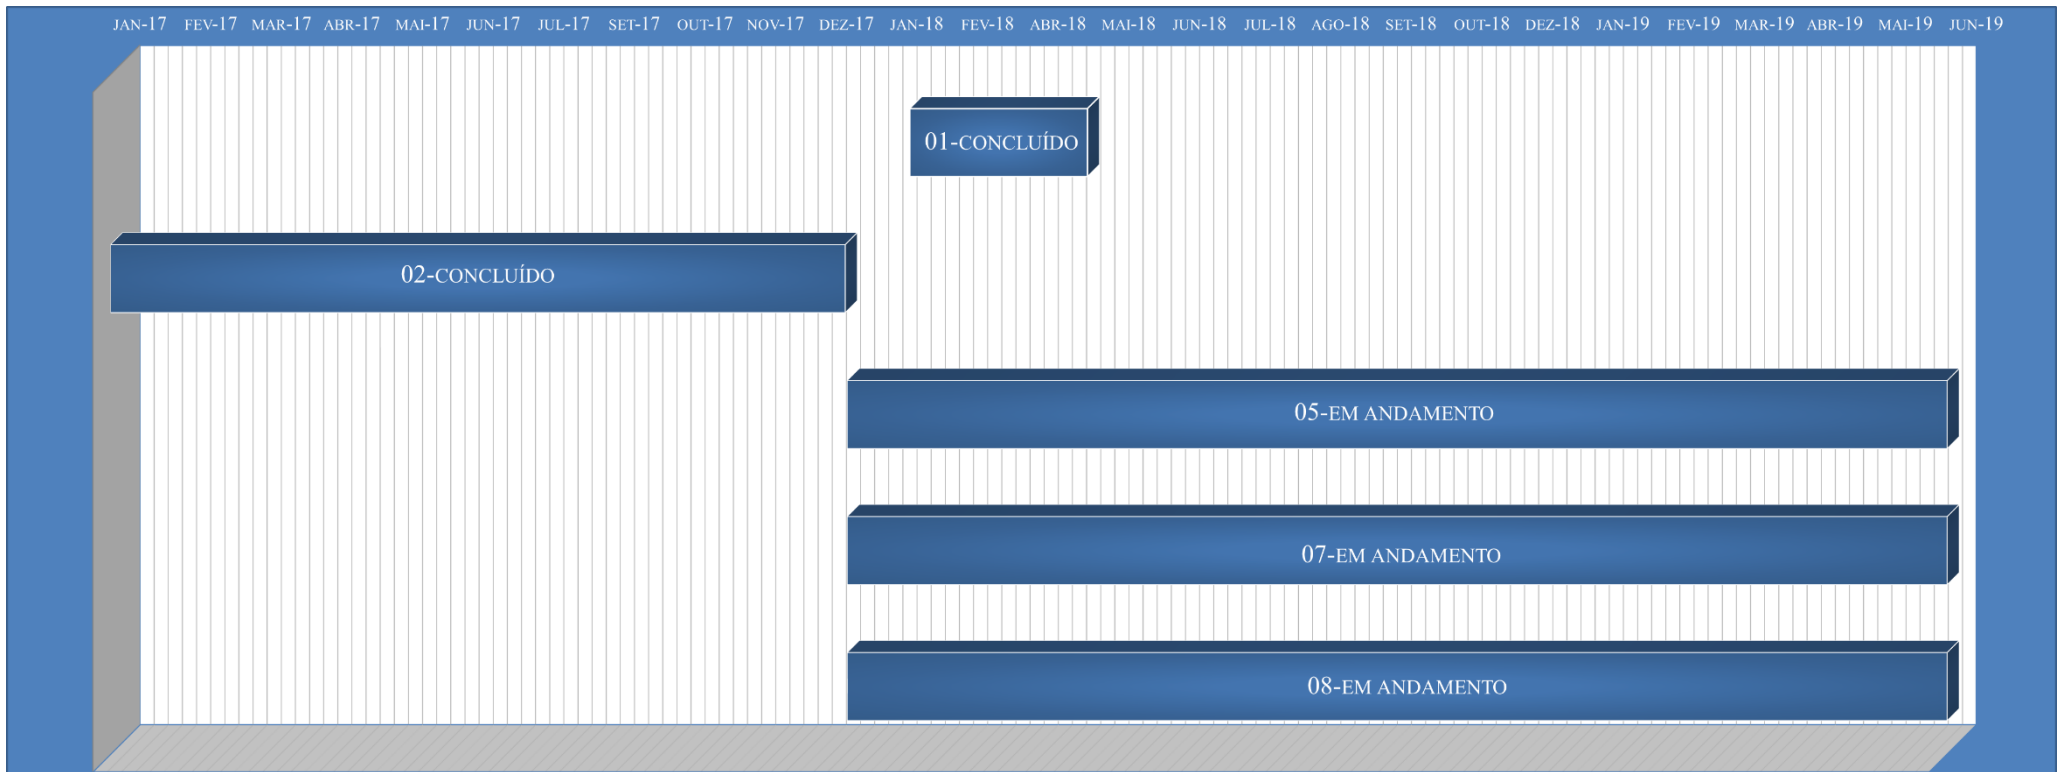 JAN-17 FEV-17 MAR-17 ABR-17 MAI-17 JUN-17 JUL-17 SET-17 OUT-17 NOV-17 DEZ-17 JAN-18 FEV-18 ABR-18 MAI-18 JUN-18 JUL-18 AGO-18 SET-18 OUT-18 DEZ-18 JAN-19 FEV-19 MAR-19 ABR-19 MAI-19 JUN-19
01-CONCLUÍDO
02-CONCLUÍDO
05-EM ANDAMENTO
07-EM ANDAMENTO
08-EM ANDAMENTO